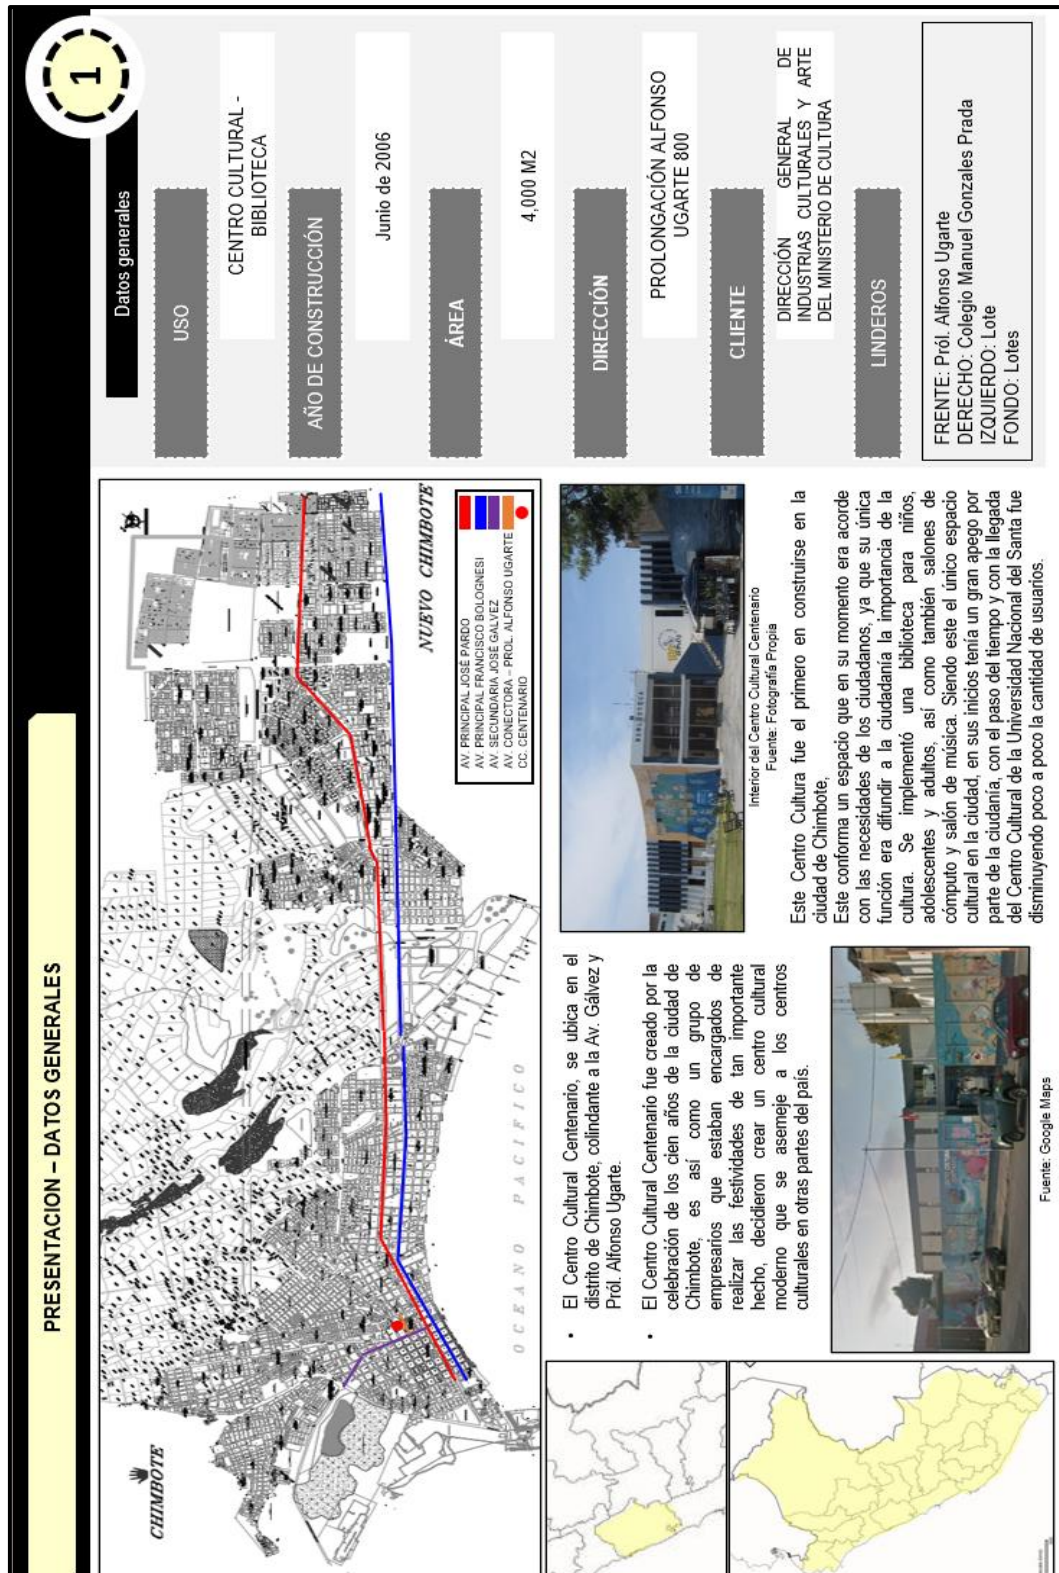 PRESENTACION – DATOS GENERALES
1
CHIMBOTE
NUEVO CHIMBOTE
OCEANO PACIFICO
AV. PRINCIPAL JOSÉ PARDO
AV. PRINCIPAL FRANCISCO BOLOGNESI
AV. SECUNDARIA JOSÉ GALVEZ
AV. CONECTORA – PROL. ALFONSO UGARTE
CC. CENTENARIO
• El Centro Cultural Centenario, se ubica en el
distrito de Chimbote, colindante a la Av. Gálvez y
Pról. Alfonso Ugarte.
• El Centro Cultural Centenario fue creado por la
celebración de los cien años de la ciudad de
Chimbote, es así como un grupo de
empresarios que estaban encargados de
realizar las festividades de tan importante
hecho, decidieron crear un centro cultural
moderno que se asemeje a los centros
culturales en otras partes del país.
Fuente: Google Maps
BIBLIOTECA
Interior del Centro Cultural Centenario
Fuente: Fotografía Propia
Este Centro Cultura fue el primero en construirse en la
ciudad de Chimbote,
Este conforma un espacio que en su momento era acorde
con las necesidades de los ciudadanos, ya que su única
función era difundir a la ciudadanía la importancia de la
cultura. Se implementó una biblioteca para niños,
adolescentes y adultos, así como también salones de
cómputo y salón de música. Siendo este el único espacio
cultural en la ciudad, en sus inicios tenía un gran apego por
parte de la ciudanía, con el paso del tiempo y con la llegada
del Centro Cultural de la Universidad Nacional del Santa fue
disminuyendo poco a poco la cantidad de usuarios.
Datos generales
USO
CENTRO CULTURAL -
BIBLIOTECA
AÑO DE CONSTRUCCIÓN
Junio de 2006
ÁREA
4,000 M2
DIRECCIÓN
PROLONGACIÓN ALFONSO
UGARTE 800
CLIENTE
DIRECCIÓN GENERAL DE
INDUSTRIAS CULTURALES Y ARTE
DEL MINISTERIO DE CULTURA
LINDEROS
FRENTE: Pról. Alfonso Ugarte
DERECHO: Colegio Manuel Gonzales Prada
IZQUIERDO: Lote
FONDO: Lotes